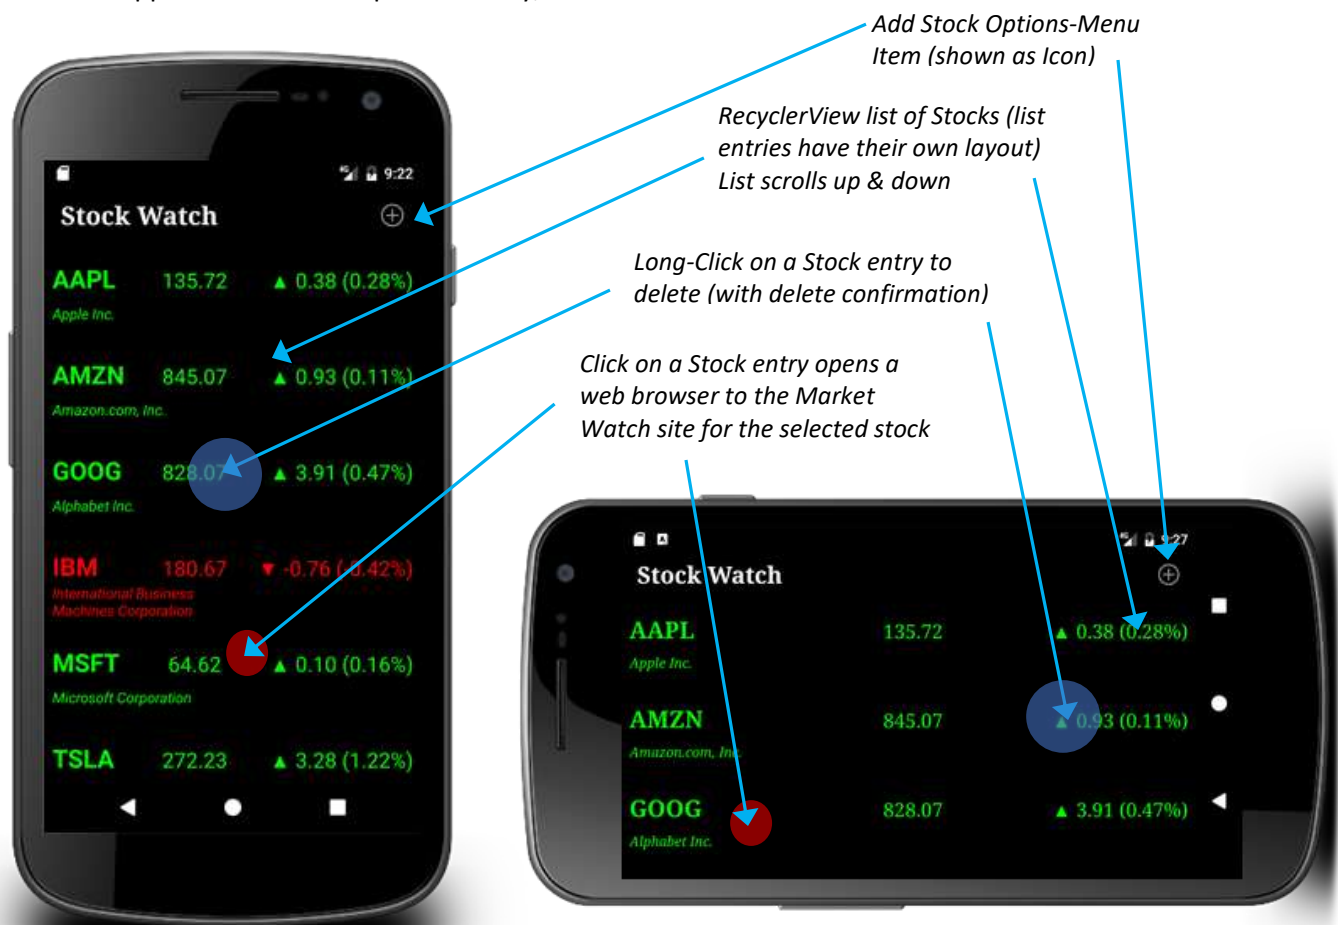 Add Stock Options-Menu
Item (shown as Icon)
RecyclerView list of Stocks (list
entries have their own layout)
List scrolls up & down
Long-Click on a Stock entry to
delete (with delete confirmation)
Click on a Stock entry opens a
web browser to the Market
Watch site for the selected stock
9:22
Stock Watch
AAPL 135.72 ▲ 0.38 (0.28%)
Apple Inc.
AMZN 845.07 ▲ 0.93 (0.11%)
Amazon.com, Inc.
GOOG 828.07 ▲ 3.91 (0.47%)
Alphabet Inc.
IBM 180.67 ▼ -0.76 (-0.42%)
International Business
Machines Corporation
MSFT 64.62 ▲ 0.10 (0.16%)
Microsoft Corporation
TSLA 272.23 ▲ 3.28 (1.22%)
9:27
Stock Watch
AAPL 135.72 ▲ 0.38 (0.28%)
Apple Inc.
AMZN 845.07 ▲ 0.93 (0.11%)
Amazon.com, Inc.
GOOG 828.07 ▲ 3.91 (0.47%)
Alphabet Inc.